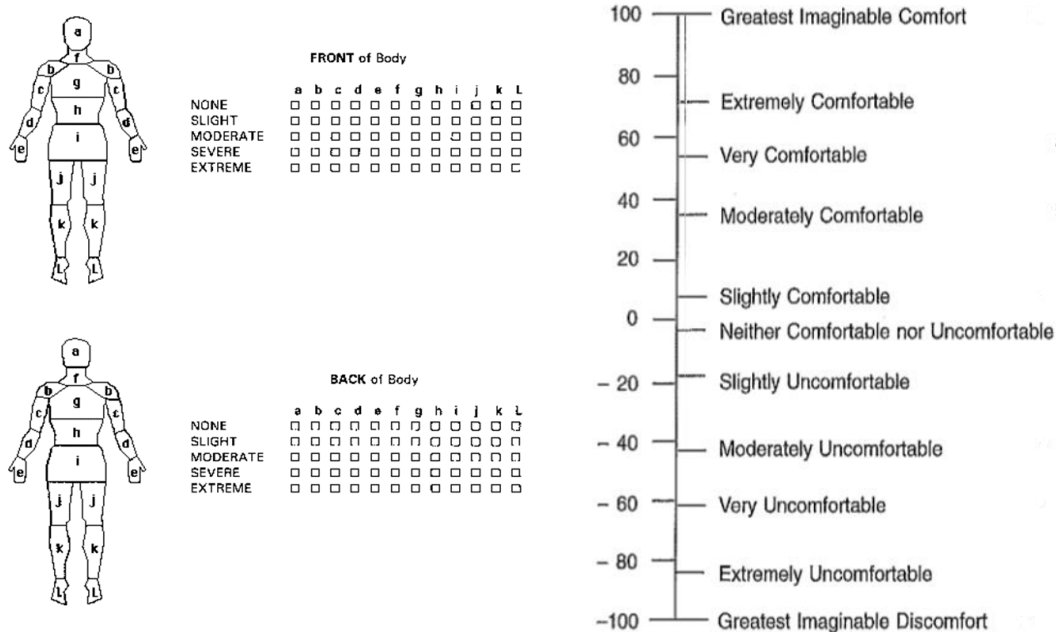 a
f
b b
g
c c
h
d d
i
e e
j j
k k
L L
FRONT of Body
a b c d e f g h i j k L
NONE
SLIGHT
MODERATE
SEVERE
EXTREME
a
f
b b
g
c c
h
d d
i
e e
j j
k k
L L
BACK of Body
a b c d e f g h i j k L
NONE
SLIGHT
MODERATE
SEVERE
EXTREME
100 Greatest Imaginable Comfort
80
Extremely Comfortable
60
Very Comfortable
40
Moderately Comfortable
20
Slightly Comfortable
0
Neither Comfortable nor Uncomfortable
- 20 Slightly Uncomfortable
- 40
Moderately Uncomfortable
- 60 Very Uncomfortable
- 80
Extremely Uncomfortable
-100 Greatest Imaginable Discomfort